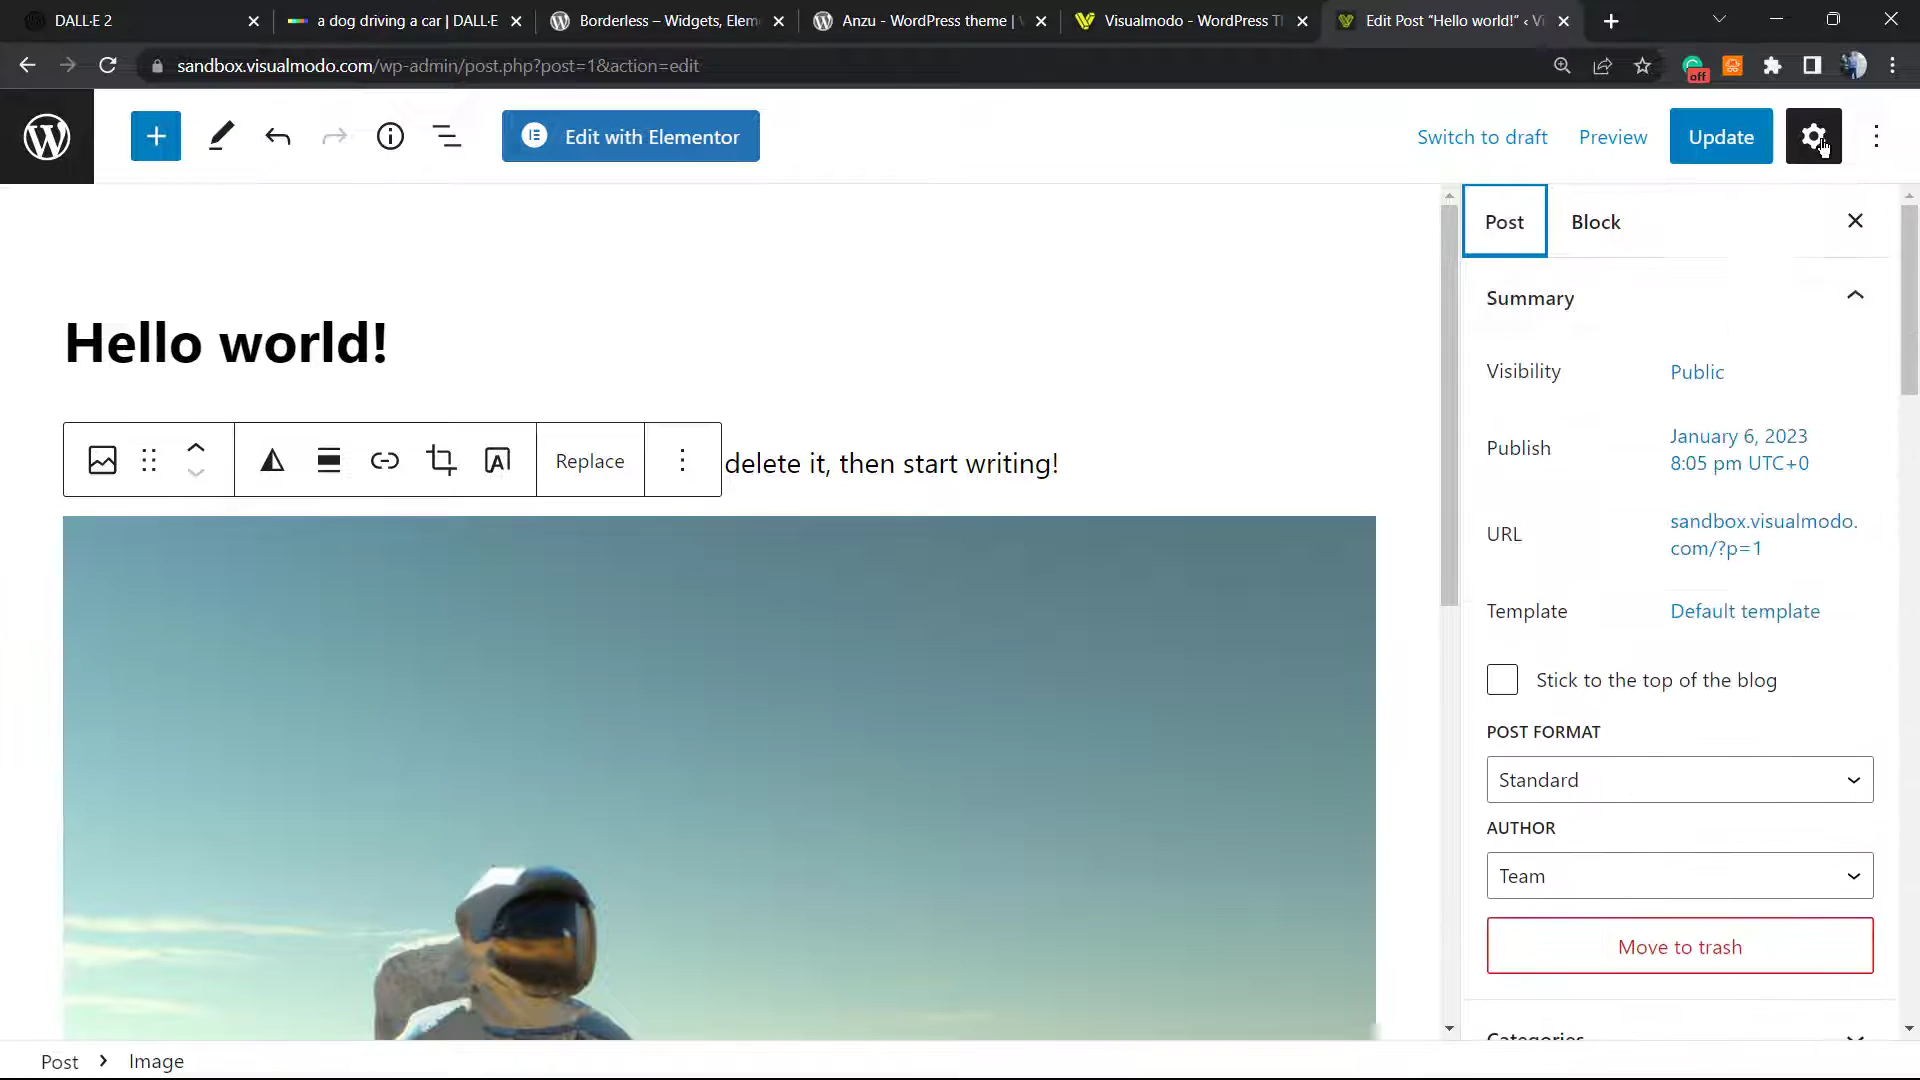 DALL·E 2
a dog driving a car | DALL·E
Borderless – Widgets, Elem
Anzu - WordPress theme |
Visualmodo - WordPress Tl
Edit Post “Hello world!” ‹ Vi
sandbox.visualmodo.com/wp-admin/post.php?post=1&action=edit
off
Edit with Elementor
Switch to draft
Preview
Update
Post
Block
Summary
Hello world!
Visibility
Public
Publish
January 6, 2023
8:05 pm UTC+0
Replace
delete it, then start writing!
URL
sandbox.visualmodo.
com/?p=1
Template
Default template
Stick to the top of the blog
POST FORMAT
Standard
AUTHOR
Team
Move to trash
Categories
Post
Image